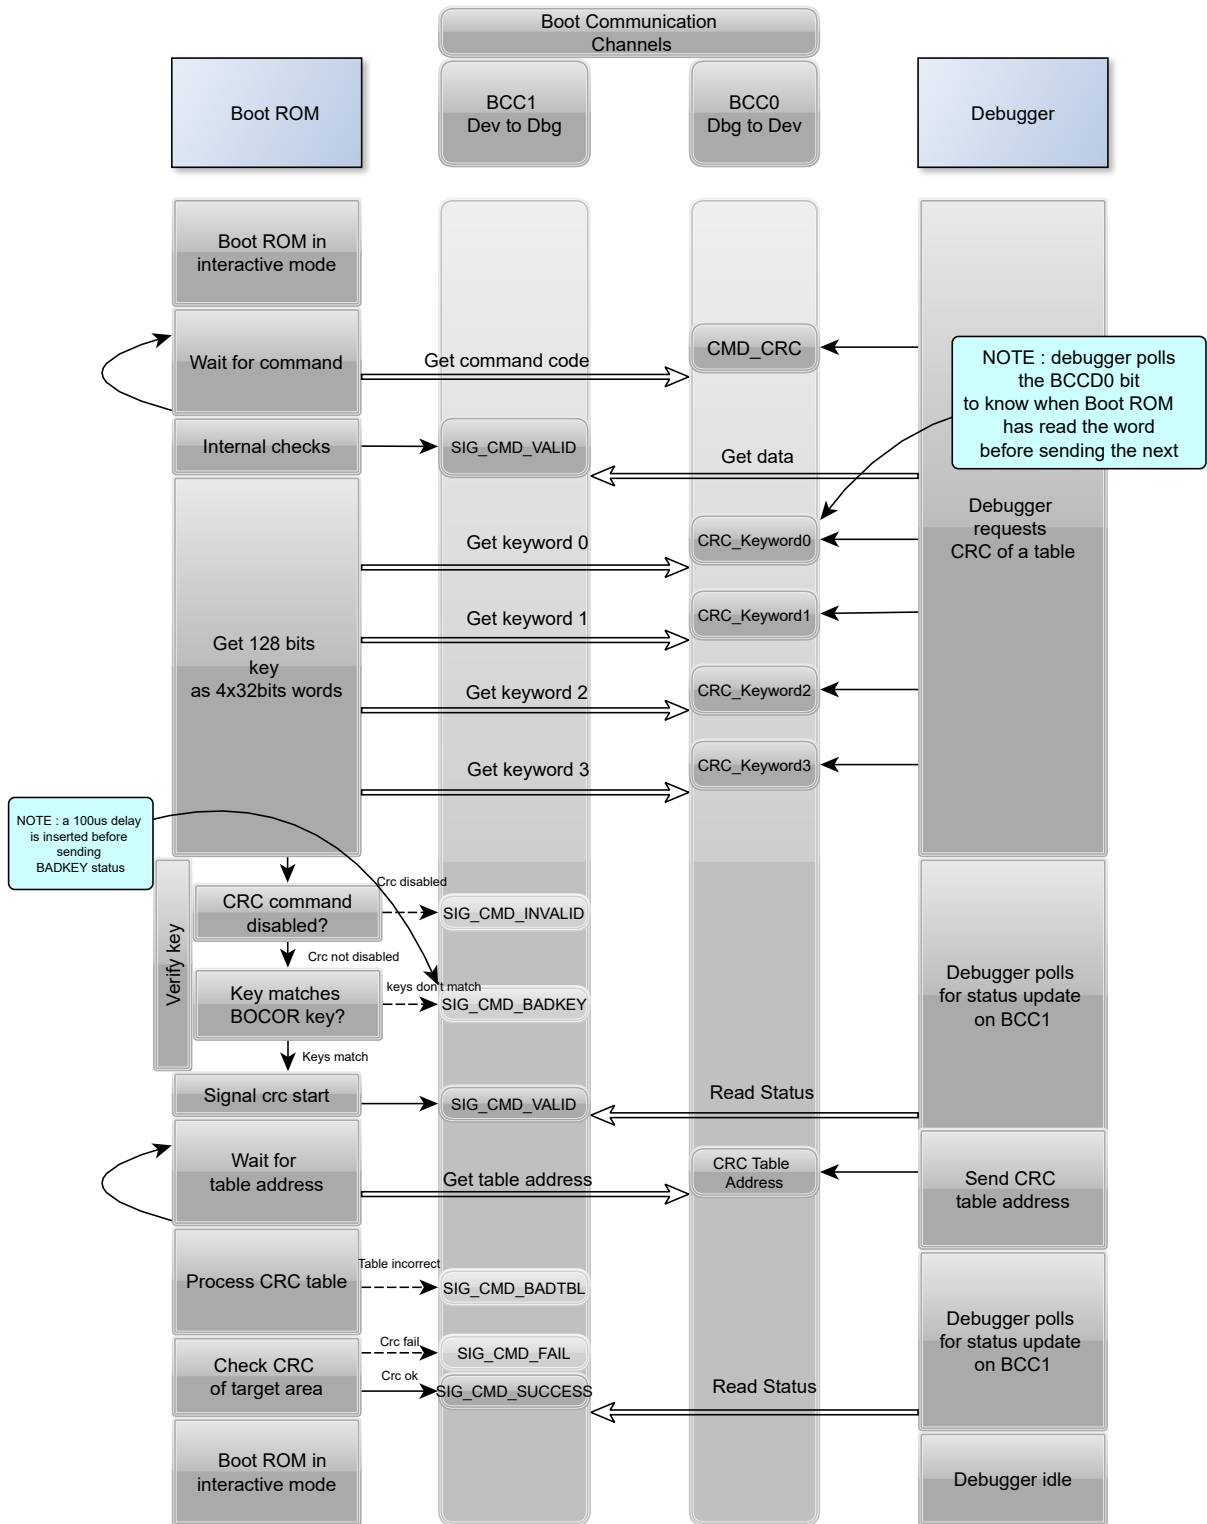 Boot Communication
Channels
Boot ROM
BCC1
Dev to Dbg
BCC0
Dbg to Dev
Debugger
Boot ROM in
interactive mode
Wait for command
Get command code
CMD_CRC
NOTE : debugger polls
the BCCD0 bit
to know when Boot ROM
has read the word
before sending the next
Internal checks
SIG_CMD_VALID
Get data
Debugger
requests
CRC of a table
Get 128 bits
key
as 4x32bits words
Get keyword 0
CRC_Keyword0
Get keyword 1
CRC_Keyword1
Get keyword 2
CRC_Keyword2
Get keyword 3
CRC_Keyword3
NOTE : a 100us delay
is inserted before
sending
BADKEY status
Verify key
CRC command
disabled?
Crc disabled
SIG_CMD_INVALID
Crc not disabled
Key matches
BOCOR key?
keys don't match
SIG_CMD_BADKEY
Debugger polls
for status update
on BCC1
Keys match
Signal crc start
SIG_CMD_VALID
Read Status
Wait for
table address
Get table address
CRC Table
Address
Send CRC
table address
Process CRC table
Table incorrect
SIG_CMD_BADTBL
Debugger polls
for status update
on BCC1
Check CRC
of target area
Crc fail
SIG_CMD_FAIL
Crc ok
SIG_CMD_SUCCESS
Read Status
Boot ROM in
interactive mode
Debugger idle